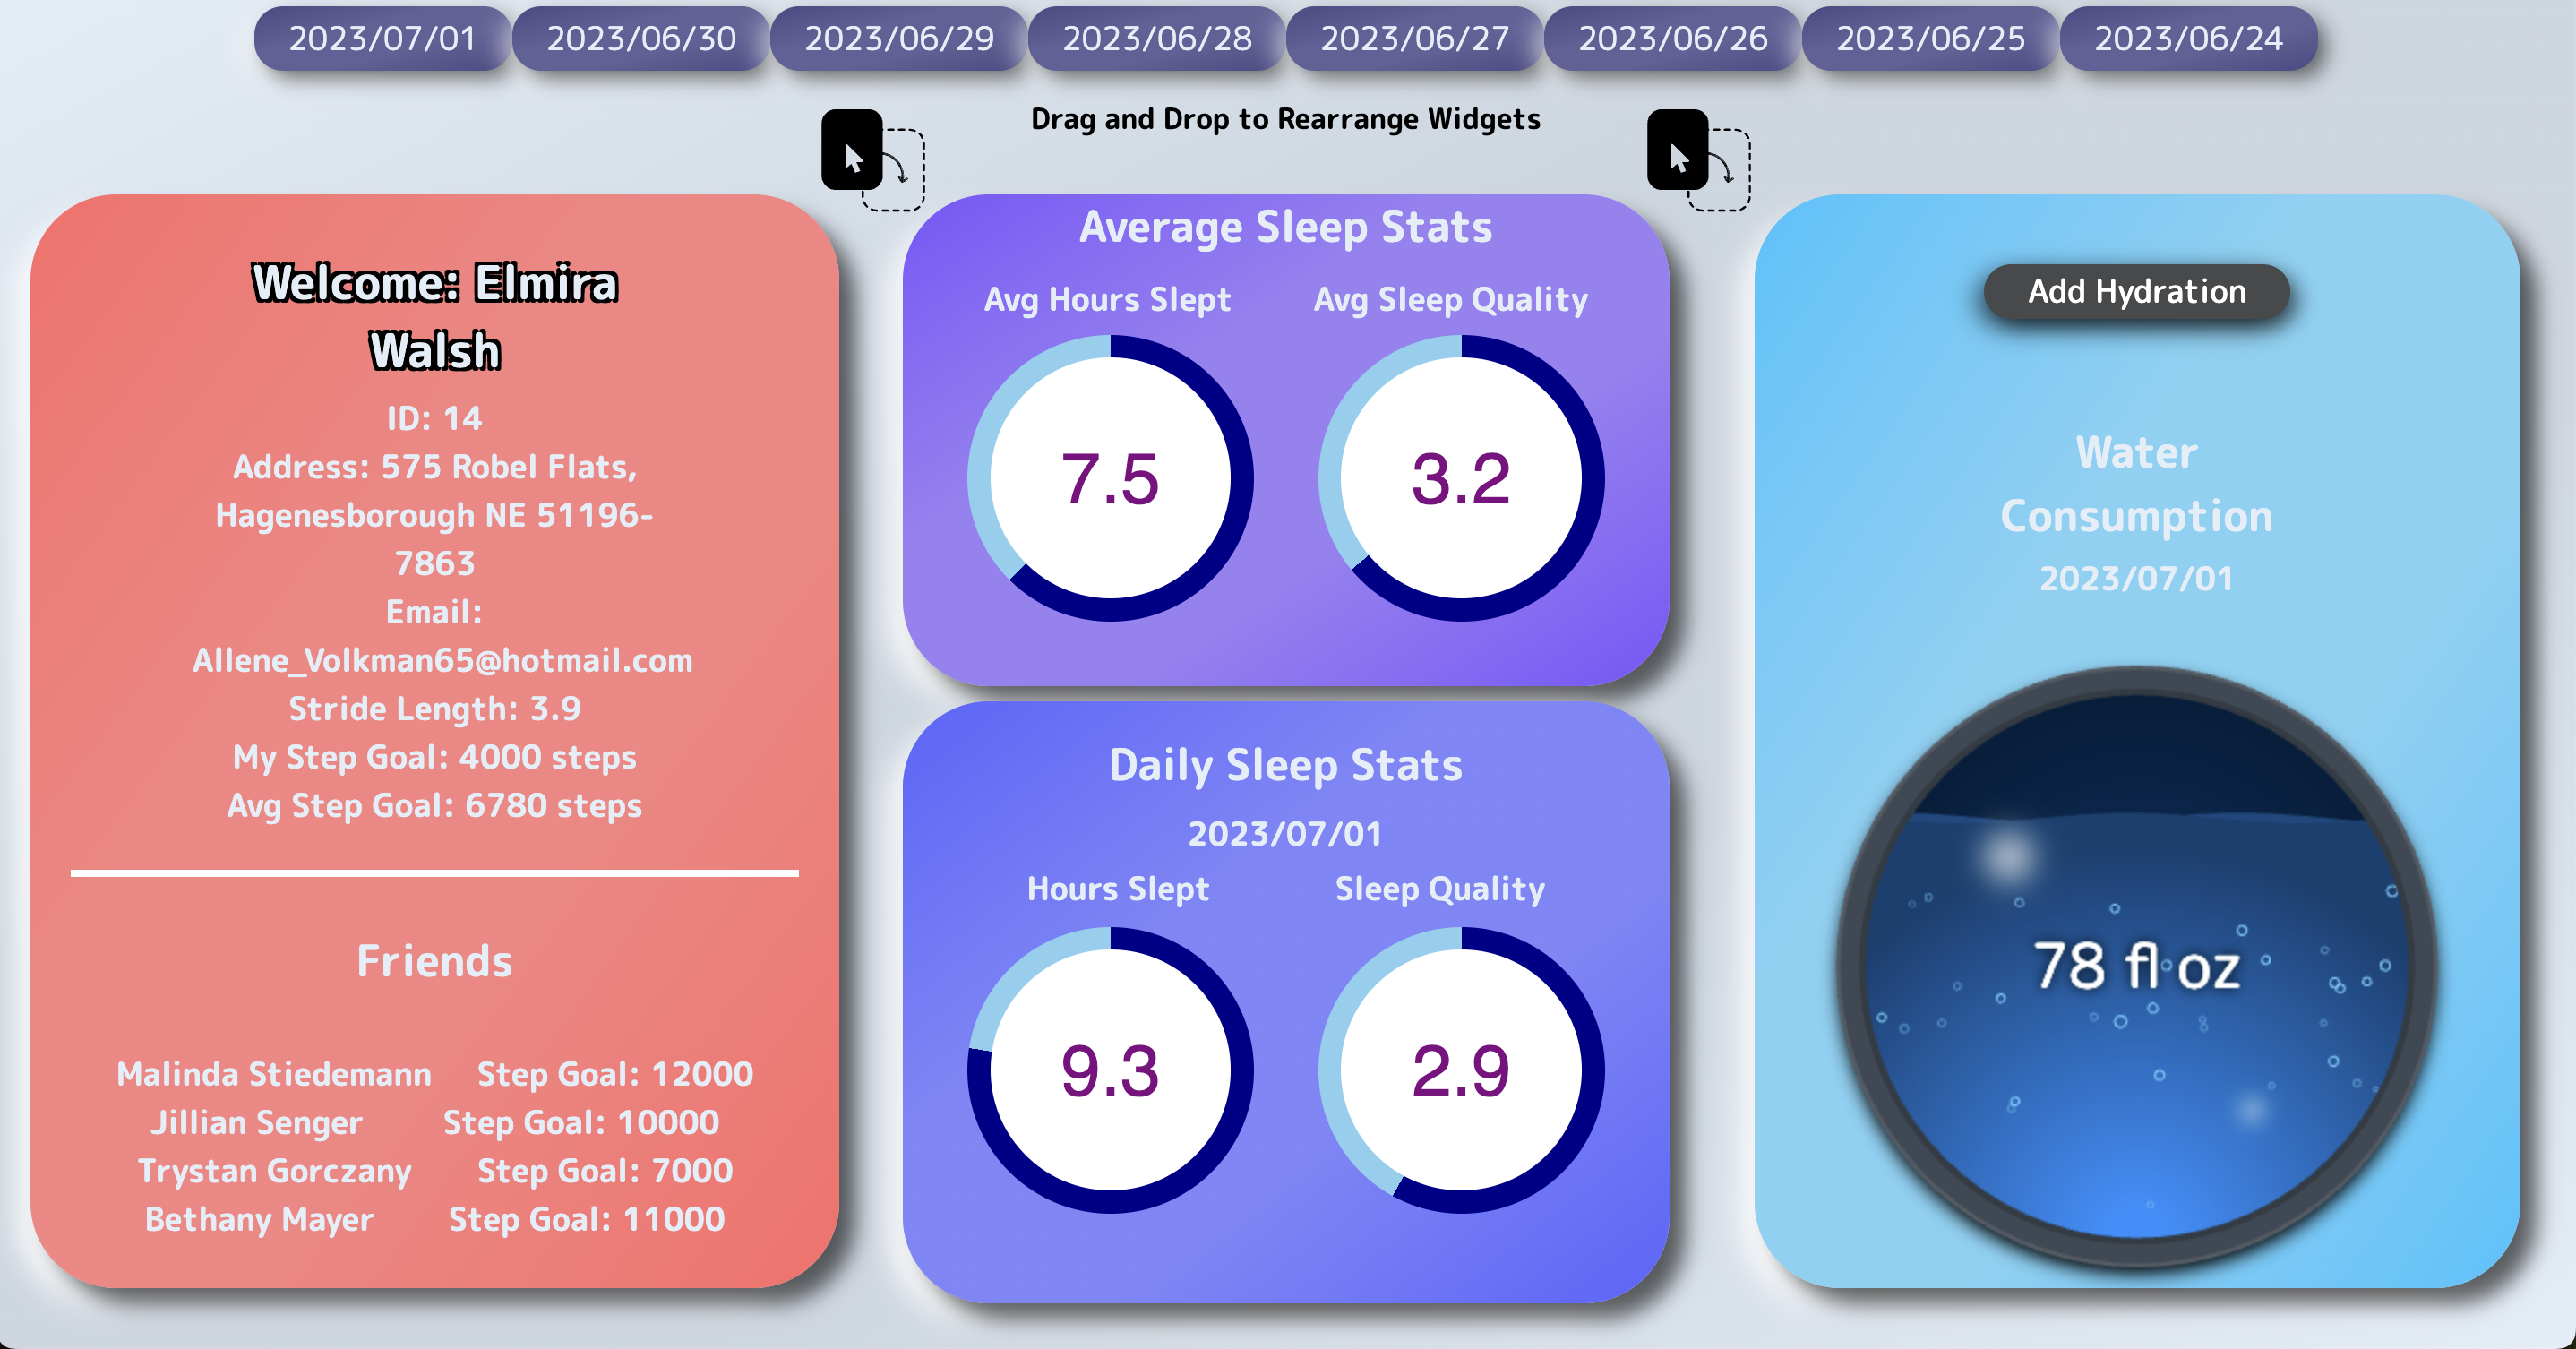 2023/07/01 2023/06/30 2023/06/29 2023/06/28 2023/06/27 2023/06/26 2023/06/25 2023/06/24
Drag and Drop to Rearrange Widgets
Welcome: Elmira
Walsh
ID: 14
Address: 575 Robel Flats,
Hagenesborough NE 51196-
7863
Email:
Allene_Volkman65@hotmail.com
Stride Length: 3.9
My Step Goal: 4000 steps
Avg Step Goal: 6780 steps
Friends
Malinda Stiedemann Step Goal: 12000
Jillian Senger Step Goal: 10000
Trystan Gorczany Step Goal: 7000
Bethany Mayer Step Goal: 11000
Average Sleep Stats
Avg Hours Slept Avg Sleep Quality
7.5 3.2
Daily Sleep Stats
2023/07/01
Hours Slept Sleep Quality
9.3 2.9
Add Hydration
Water
Consumption
2023/07/01
78 fl oz